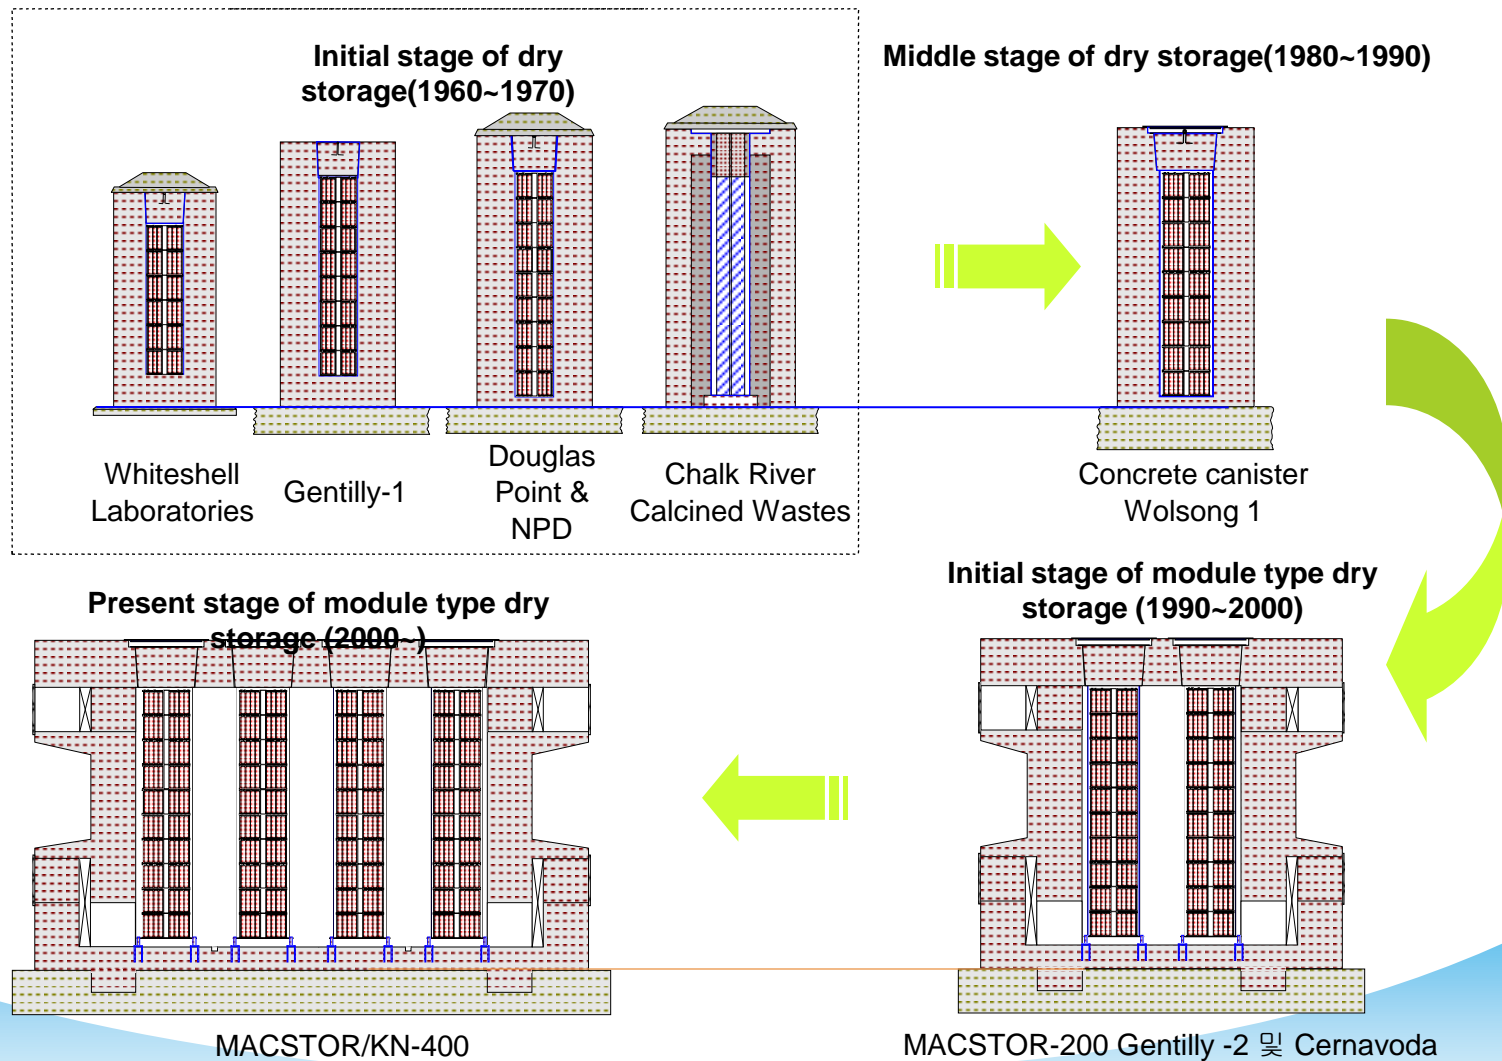 Initial stage of dry
storage(1960~1970)
Middle stage of dry storage(1980~1990)
Whiteshell
Laboratories
Gentilly-1
Douglas
Point &
NPD
Chalk River
Calcined Wastes
Concrete canister
Wolsong 1
Present stage of module type dry
storage (2000~)
Initial stage of module type dry
storage (1990~2000)
MACSTOR/KN-400
MACSTOR-200 Gentilly -2 및 Cernavoda